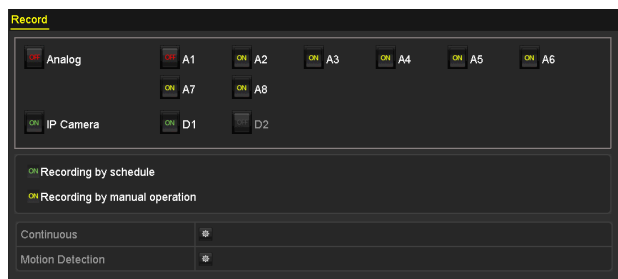 Record
OFF Analog OFF A1 ON A2 ON A3 ON A4 ON A5 ON A6
ON A7 ON A8
ON IP Camera ON D1 OFF D2
ON Recording by schedule
ON Recording by manual operation
Continuous
Motion Detection